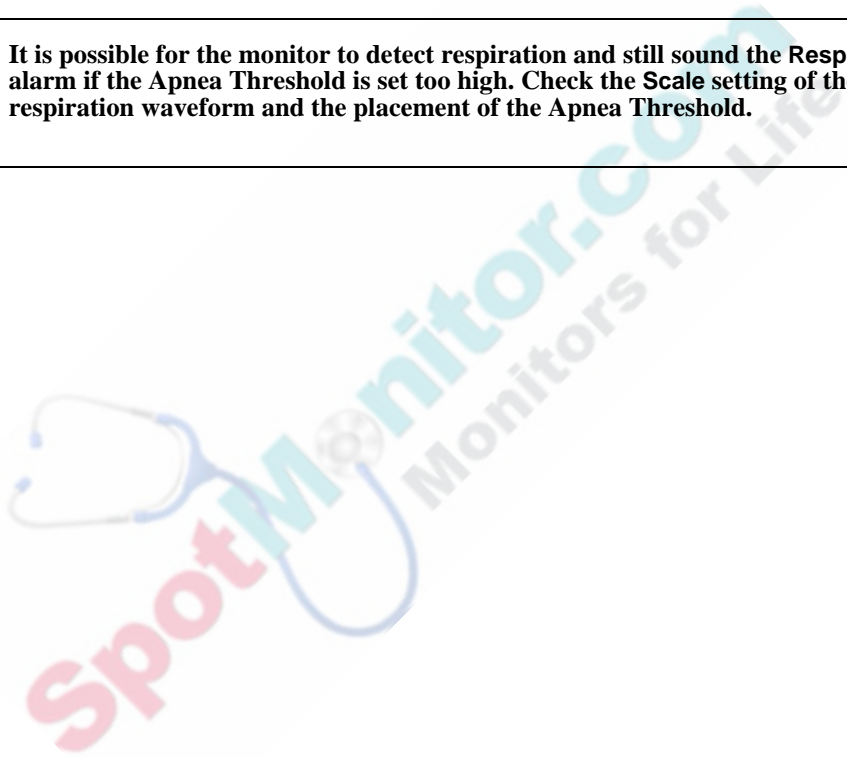 It is possible for the monitor to detect respiration and still sound the Resp
alarm if the Apnea Threshold is set too high. Check the Scale setting of th
respiration waveform and the placement of the Apnea Threshold.
SpotMonitor.com
Monitors for Life